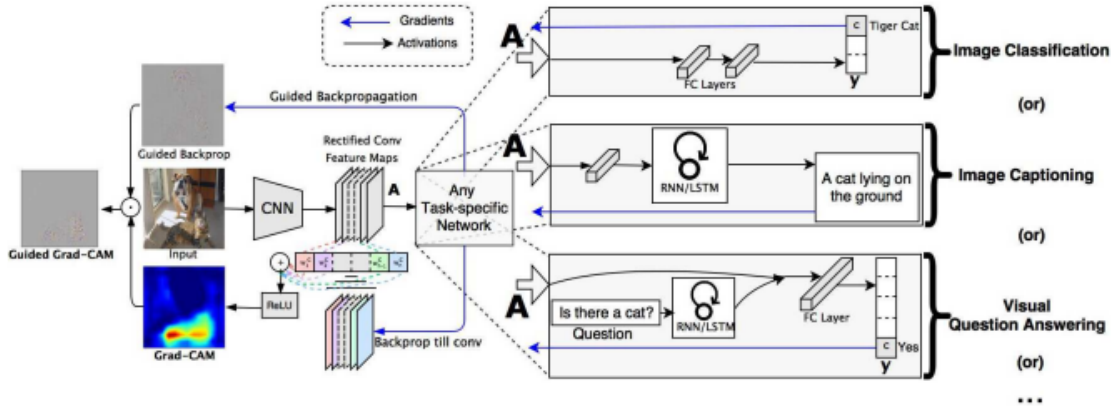 Gradients
Activations
Guided Backpropagation
Guided Backprop
Input
Guided Grad-CAM
Grad-CAM
CNN
Rectified Conv
Feature Maps
A
Any
Task-specific
Network
+
ReLU
Backprop till conv
A
FC Layers
c
Tiger Cat
y
Image Classification
(or)
A
RNN/LSTM
A cat lying on
the ground
Image Captioning
(or)
A
Is there a cat?
Question
RNN/LSTM
FC Layer
c
Yes
y
Visual
Question Answering
(or)
...